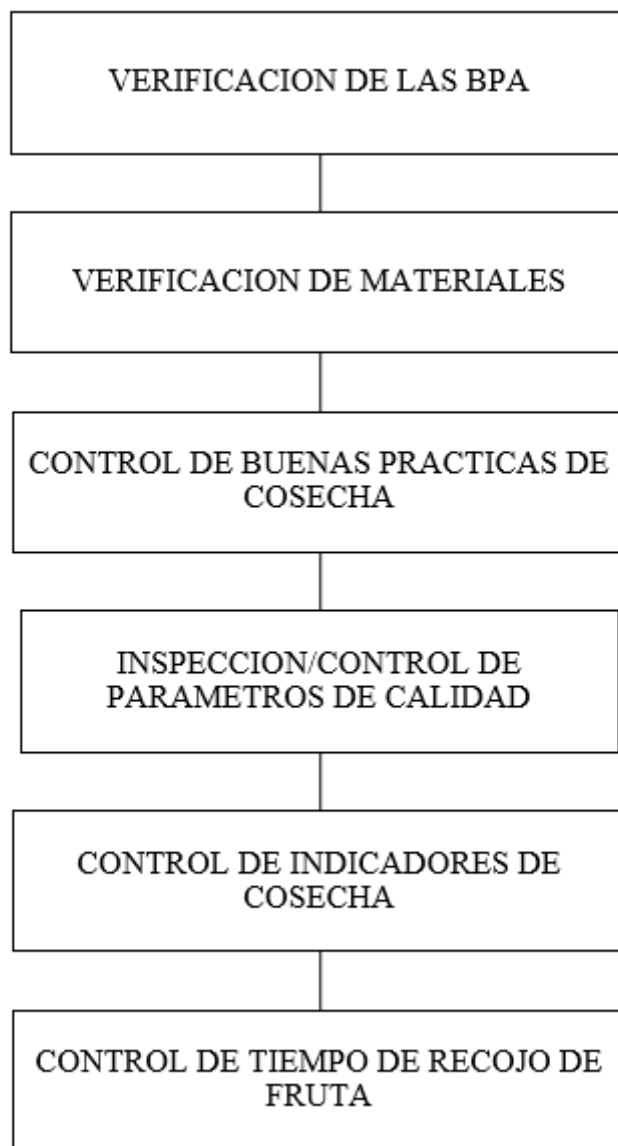 VERIFICACION DE LAS BPA
VERIFICACION DE MATERIALES
CONTROL DE BUENAS PRACTICAS DE
COSECHA
INSPECCION/CONTROL DE
PARAMETROS DE CALIDAD
CONTROL DE INDICADORES DE
COSECHA
CONTROL DE TIEMPO DE RECOJO DE
FRUTA